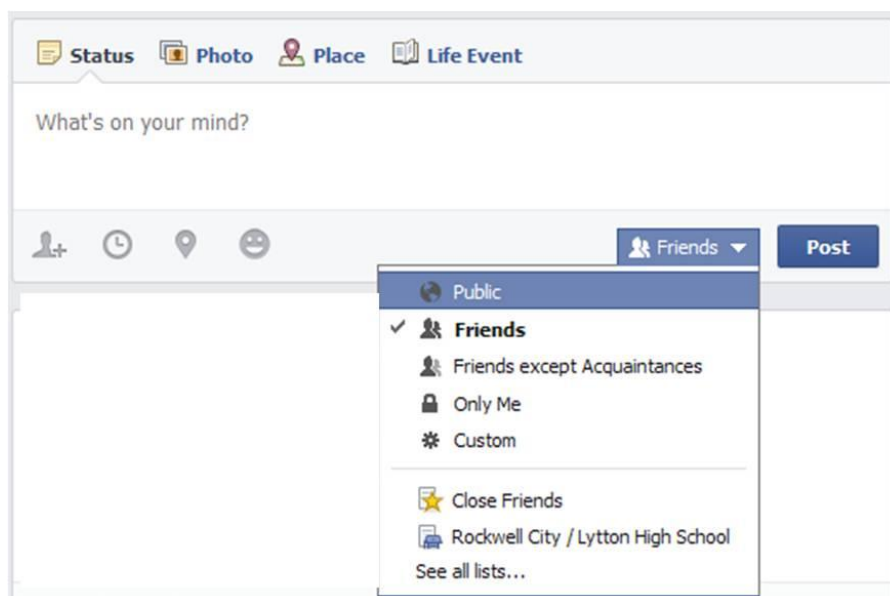 Status Photo Place Life Event
What's on your mind?
Friends Post
Public
Friends
Friends except Acquaintances
Only Me
Custom
Close Friends
Rockwell City / Lytton High School
See all lists...